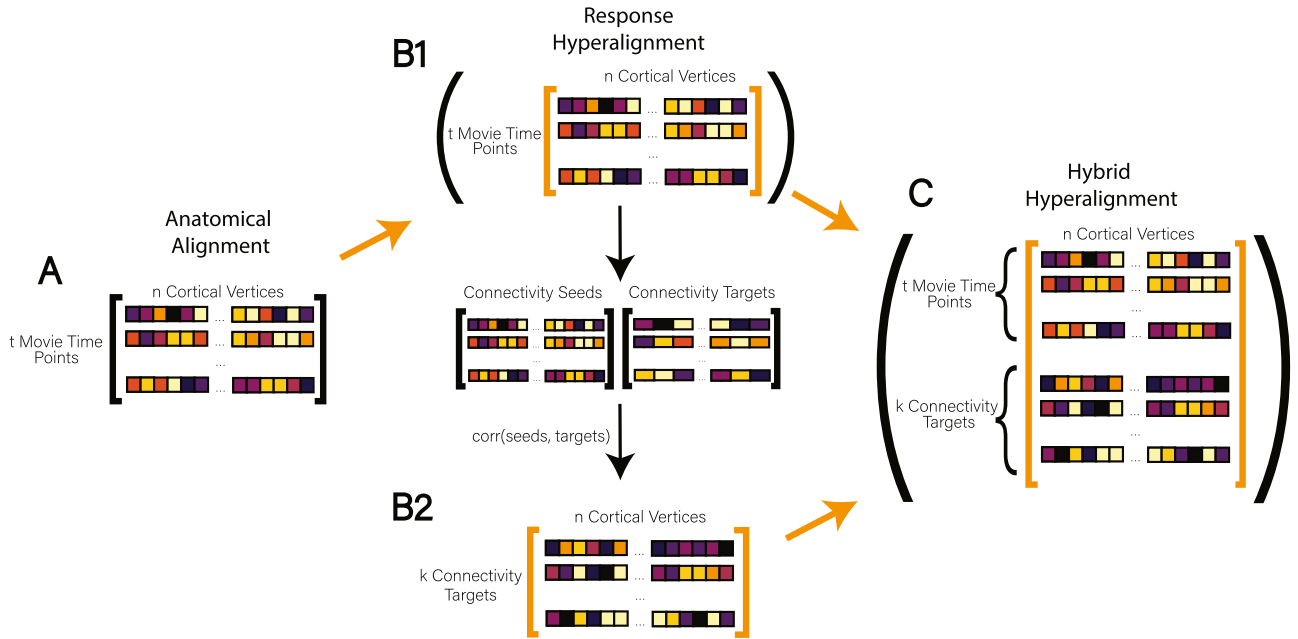 A
Anatomical
Alignment
n Cortical Vertices
t Movie Time
Points
...
...
...
B1
Response
Hyperalignment
n Cortical Vertices
t Movie Time
Points
...
...
...
Connectivity Seeds
Connectivity Targets
...
...
...
...
...
...
...
...
corr(seeds, targets)
B2
n Cortical Vertices
k Connectivity
Targets
...
...
...
...
C
Hybrid
Hyperalignment
n Cortical Vertices
t Movie Time
Points
...
...
...
k Connectivity
Targets
...
...
...
...